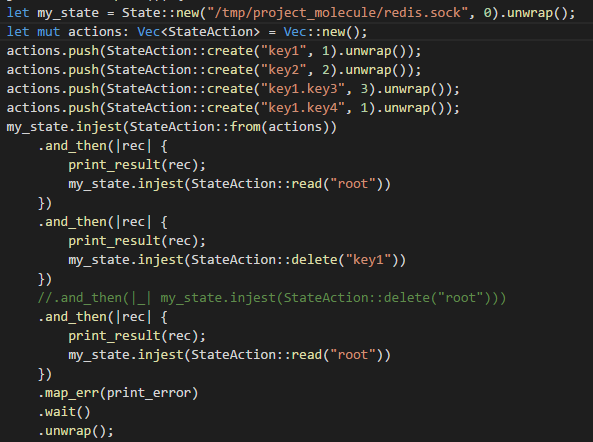 let my_state = State::new("/tmp/project_molecule/redis.sock", 0).unwrap();
let mut actions: Vec<StateAction> = Vec::new();
actions.push(StateAction::create("key1", 1).unwrap());
actions.push(StateAction::create("key2", 2).unwrap());
actions.push(StateAction::create("key1.key3", 3).unwrap());
actions.push(StateAction::create("key1.key4", 1).unwrap());
my_state.injest(StateAction::from(actions))
    .and_then(|rec| {
        print_result(rec);
        my_state.injest(StateAction::read("root"))
    })
    .and_then(|rec| {
        print_result(rec);
        my_state.injest(StateAction::delete("key1"))
    })
    //.and_then(|_| my_state.injest(StateAction::delete("root")))
    .and_then(|rec| {
        print_result(rec);
        my_state.injest(StateAction::read("root"))
    })
    .map_err(print_error)
    .wait()
    .unwrap();